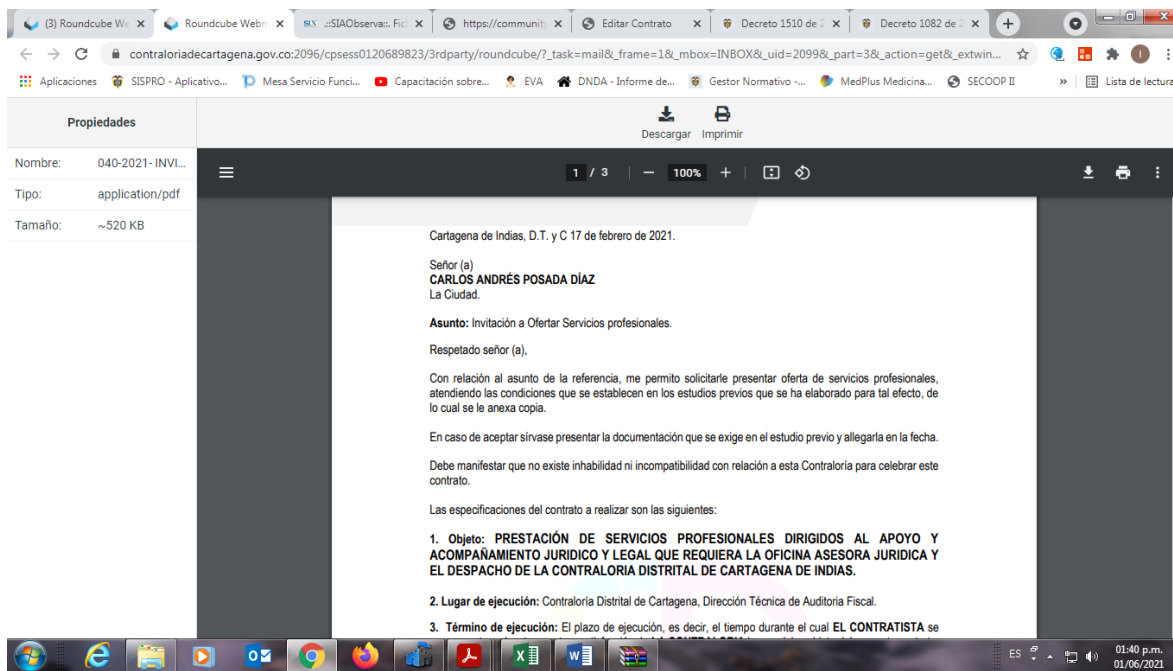 (3) Roundcube We
Roundcube Webm
SIA .::SIAObserva::. Fich
https://communit
Editar Contrato
Decreto 1510 de 2
Decreto 1082 de 2
contraloriadecartagena.gov.co:2096/cpsess0120689823/3rdparty/roundcube/?_task=mail&_frame=1&_mbox=INBOX&_uid=2099&_part=3&_action=get&_extwin...
Aplicaciones
SISPRO - Aplicativo...
Mesa Servicio Funci...
Capacitación sobre...
EVA
DNDA - Informe de...
Gestor Normativo -...
MedPlus Medicina...
SECOOP II
»
Lista de lectura
Propiedades
Descargar Imprimir
Nombre: 040-2021- INVI...
Tipo: application/pdf
Tamaño: ~520 KB
1 / 3 | — 100% +
Cartagena de Indias, D.T. y C 17 de febrero de 2021.
Señor (a)
CARLOS ANDRÉS POSADA DÍAZ
La Ciudad.
Asunto: Invitación a Ofertar Servicios profesionales.
Respetado señor (a),
Con relación al asunto de la referencia, me permito solicitarle presentar oferta de servicios profesionales,
atendiendo las condiciones que se establecen en los estudios previos que se ha elaborado para tal efecto, de
lo cual se le anexa copia.
En caso de aceptar sírvase presentar la documentación que se exige en el estudio previo y allegarla en la fecha.
Debe manifestar que no existe inhabilidad ni incompatibilidad con relación a esta Contraloría para celebrar este
contrato.
Las especificaciones del contrato a realizar son las siguientes:
1. Objeto: PRESTACIÓN DE SERVICIOS PROFESIONALES DIRIGIDOS AL APOYO Y
ACOMPAÑAMIENTO JURIDICO Y LEGAL QUE REQUIERA LA OFICINA ASESORA JURIDICA Y
EL DESPACHO DE LA CONTRALORIA DISTRITAL DE CARTAGENA DE INDIAS.
2. Lugar de ejecución: Contraloría Distrital de Cartagena, Dirección Técnica de Auditoria Fiscal.
3. Término de ejecución: El plazo de ejecución, es decir, el tiempo durante el cual EL CONTRATISTA se
ES
01:40 p.m.
01/06/2021